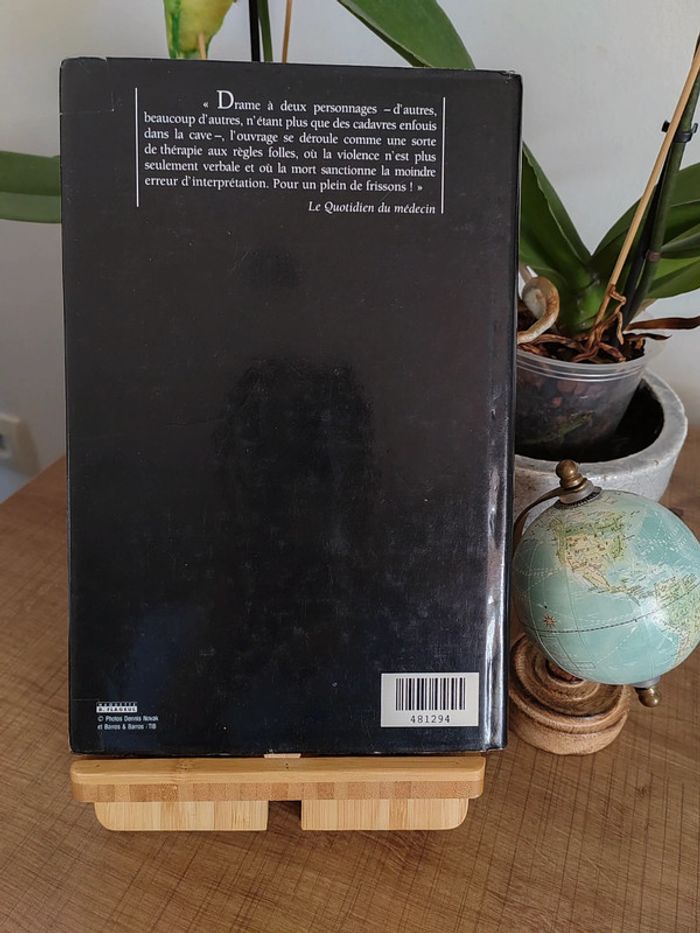 « Drame à deux personnages – d'autres,
beaucoup d'autres, n'étant plus que des cadavres enfouis
dans la cave –, l'ouvrage se déroule comme une sorte
de thérapie aux règles folles, où la violence n'est plus
seulement verbale et où la mort sanctionne la moindre
erreur d'interprétation. Pour un plein de frissons ! »
Le Quotidien du médecin
MAQUETTE
© Photos Dennis Novak
et Barros & Barros / TIB
481294